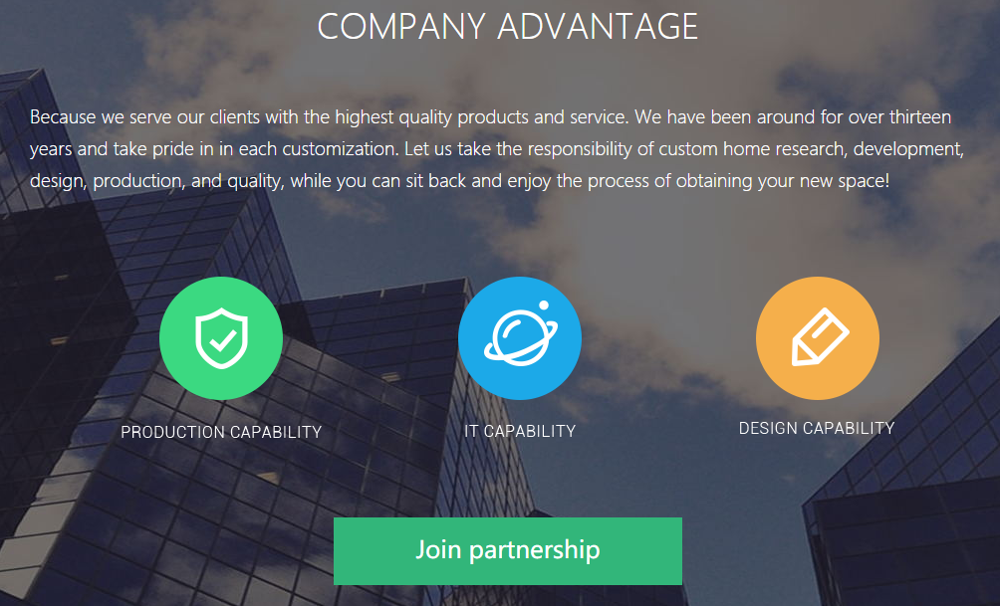 COMPANY ADVANTAGE
Because we serve our clients with the highest quality products and service. We have been around for over thirteen
years and take pride in in each customization. Let us take the responsibility of custom home research, development,
design, production, and quality, while you can sit back and enjoy the process of obtaining your new space!
PRODUCTION CAPABILITY
IT CAPABILITY
DESIGN CAPABILITY
Join partnership